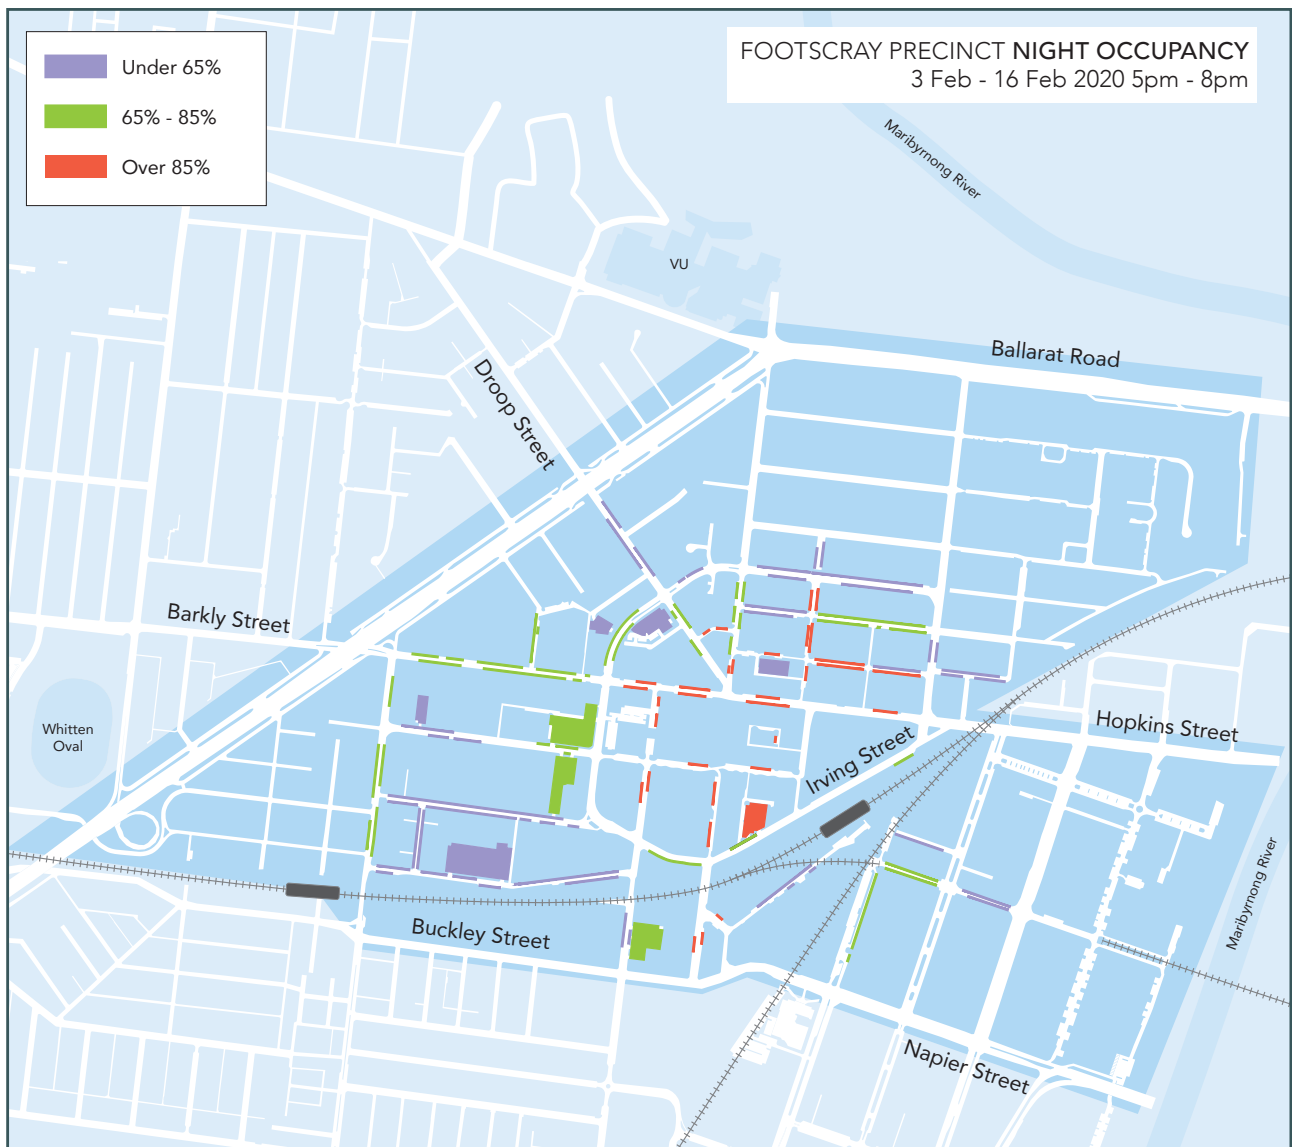 Under 65%
65% - 85%
Over 85%
FOOTSCRAY PRECINCT NIGHT OCCUPANCY
3 Feb - 16 Feb 2020 5pm - 8pm
Maribyrnong River
VU
Ballarat Road
Droop Street
Barkly Street
Whitten
Oval
Hopkins Street
Irving Street
Maribyrnong River
Buckley Street
Napier Street